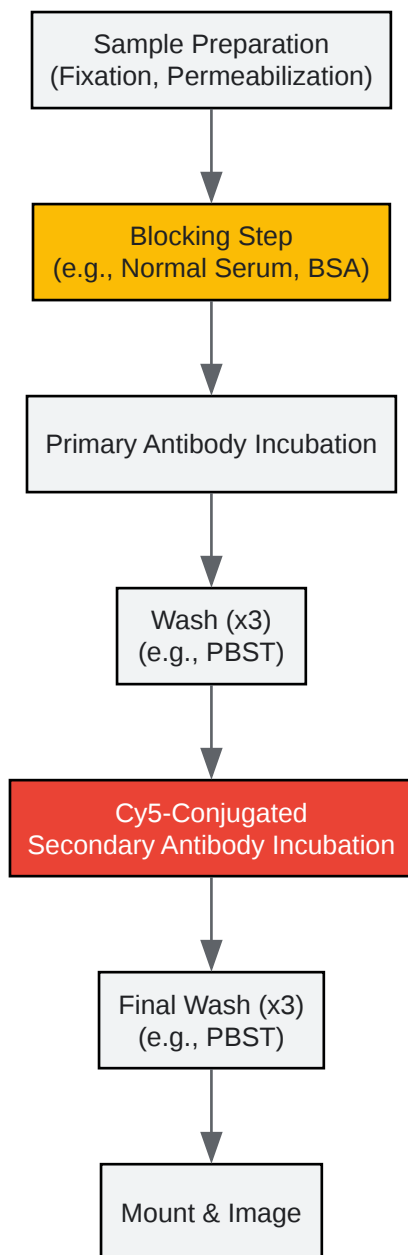 Sample Preparation
(Fixation, Permeabilization)
Blocking Step
(e.g., Normal Serum, BSA)
Primary Antibody Incubation
Wash (x3)
(e.g., PBST)
Cy5-Conjugated
Secondary Antibody Incubation
Final Wash (x3)
(e.g., PBST)
Mount & Image